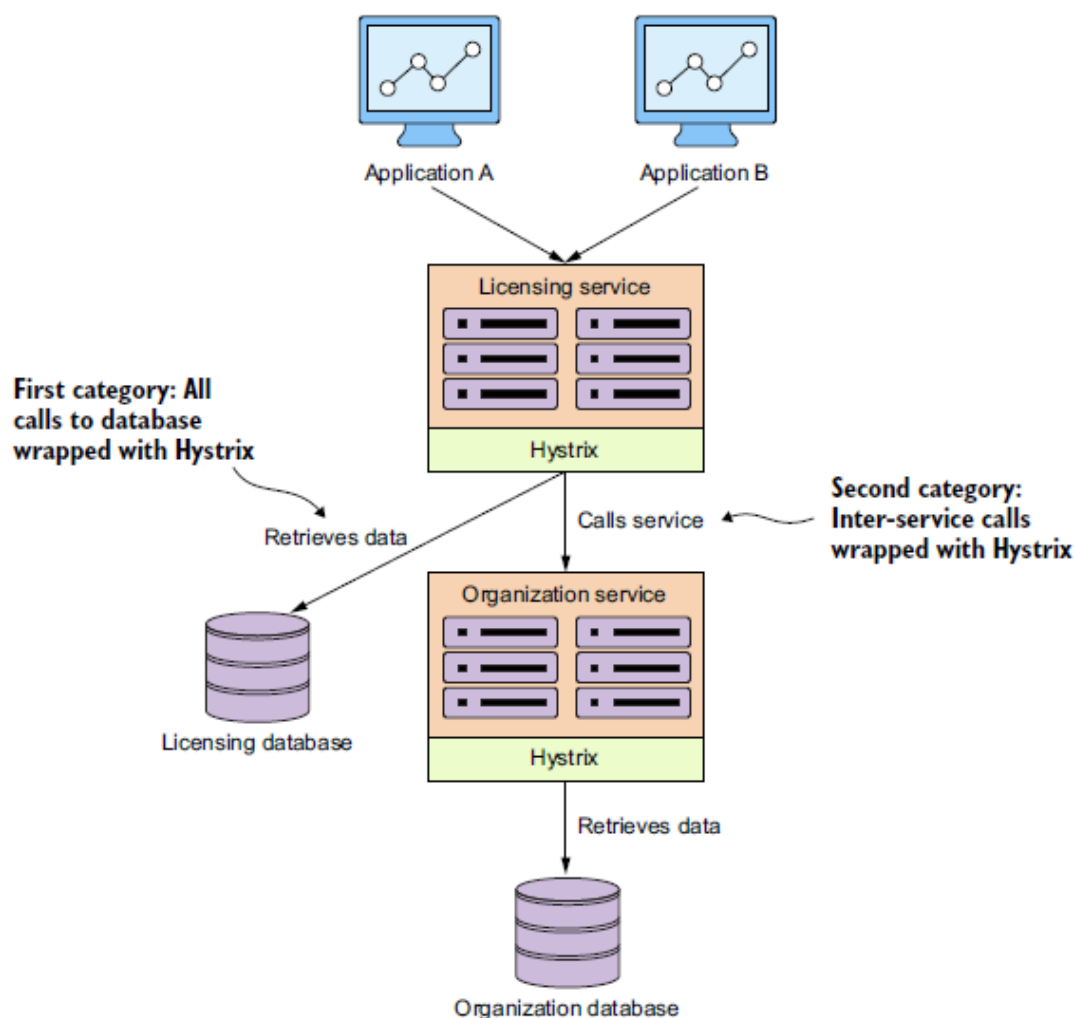 Application A
Application B
Licensing service
First category: All
calls to database
wrapped with Hystrix
Hystrix
Second category:
Inter-service calls
wrapped with Hystrix
Retrieves data
Calls service
Organization service
Licensing database
Hystrix
Retrieves data
Organization database